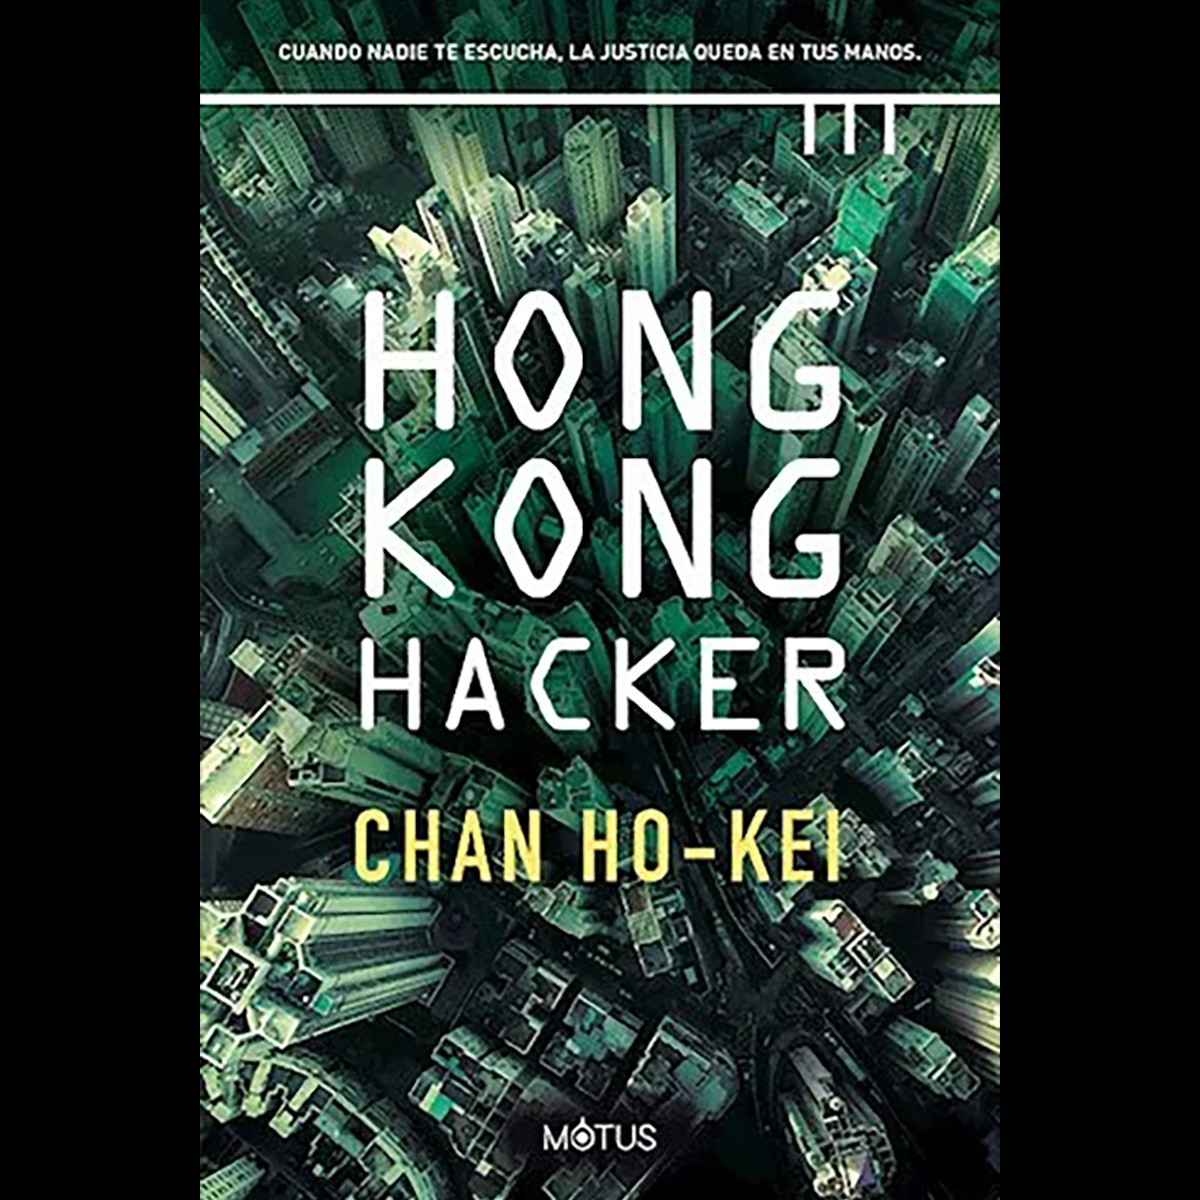 CUANDO NADIE TE ESCUCHA, LA JUSTICIA QUEDA EN TUS MANOS.
HONG
KONG
HACKER
CHAN HO-KEI
MOTUS